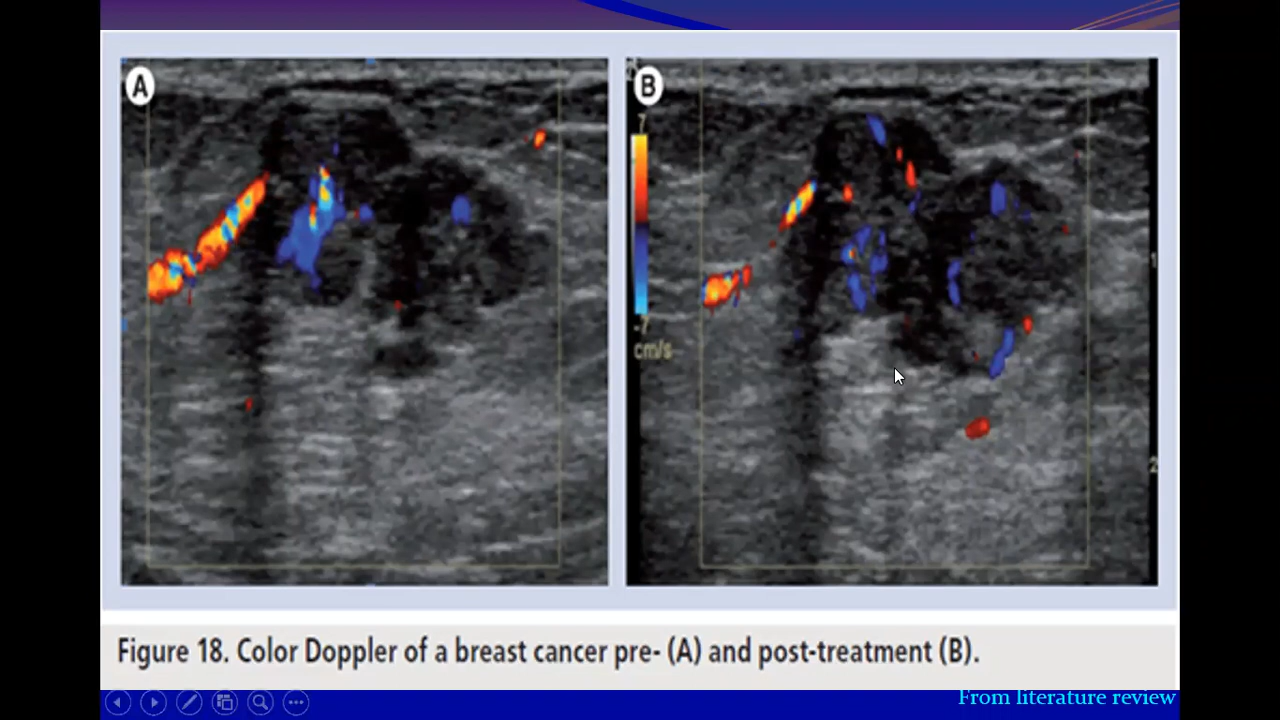 A
B
7
-7
cm/s
1
2
Figure 18. Color Doppler of a breast cancer pre- (A) and post-treatment (B).
From literature review